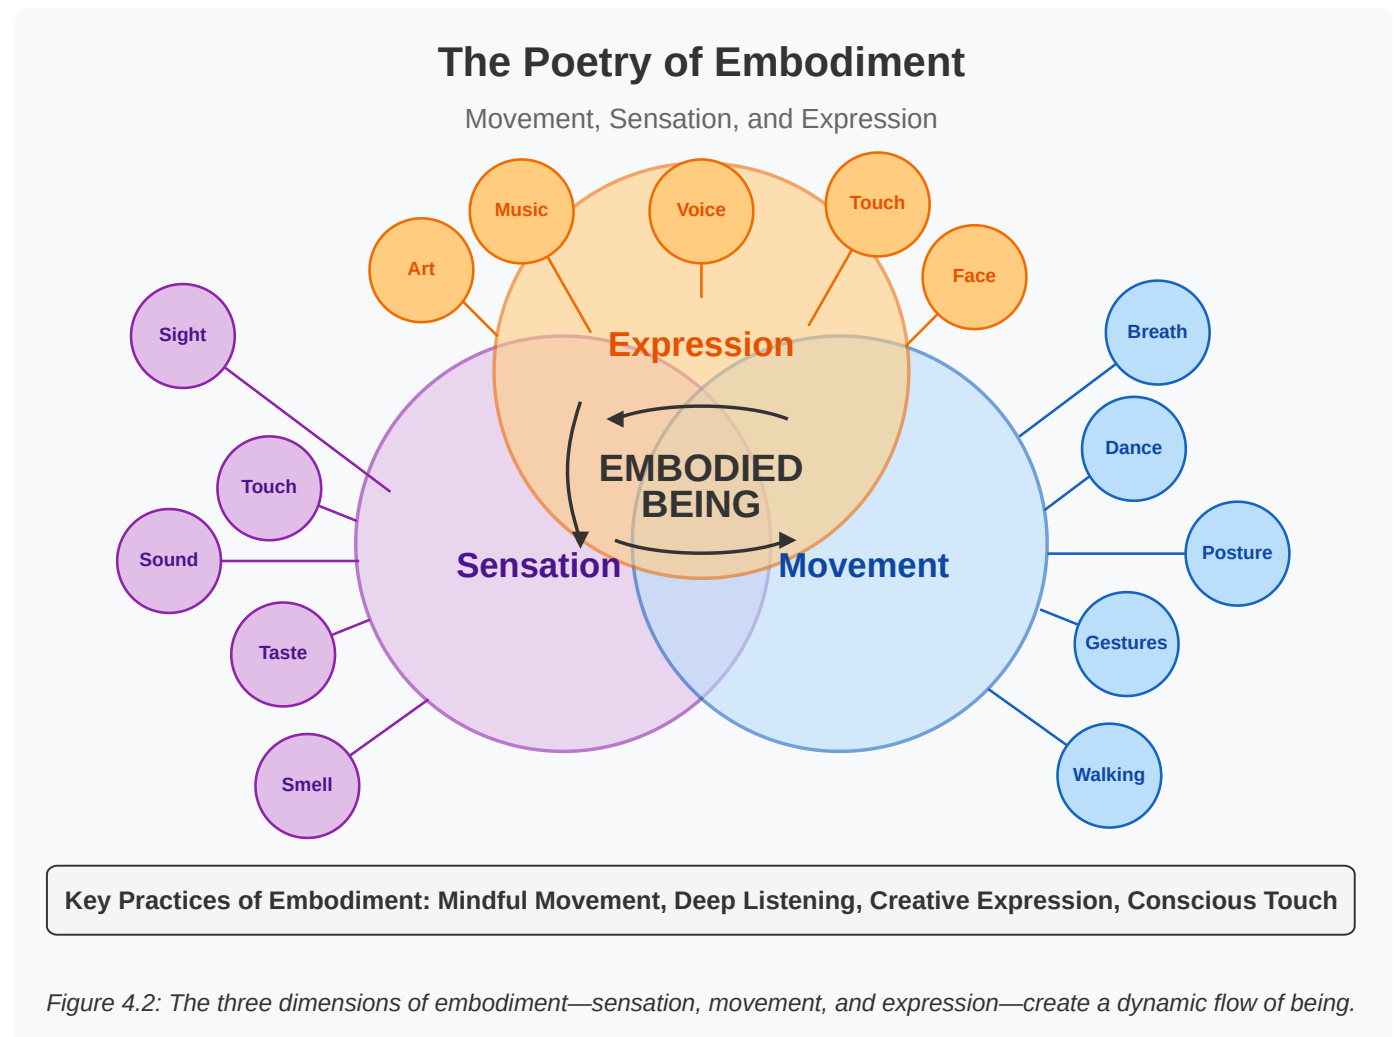 The Poetry of Embodiment
Movement, Sensation, and Expression
Music
Voice
Touch
Art
Face
Sight
Breath
Expression
Dance
EMBODIED
BEING
Touch
Sound
Sensation
Movement
Posture
Taste
Gestures
Smell
Walking
Key Practices of Embodiment: Mindful Movement, Deep Listening, Creative Expression, Conscious Touch
Figure 4.2: The three dimensions of embodiment—sensation, movement, and expression—create a dynamic flow of being.